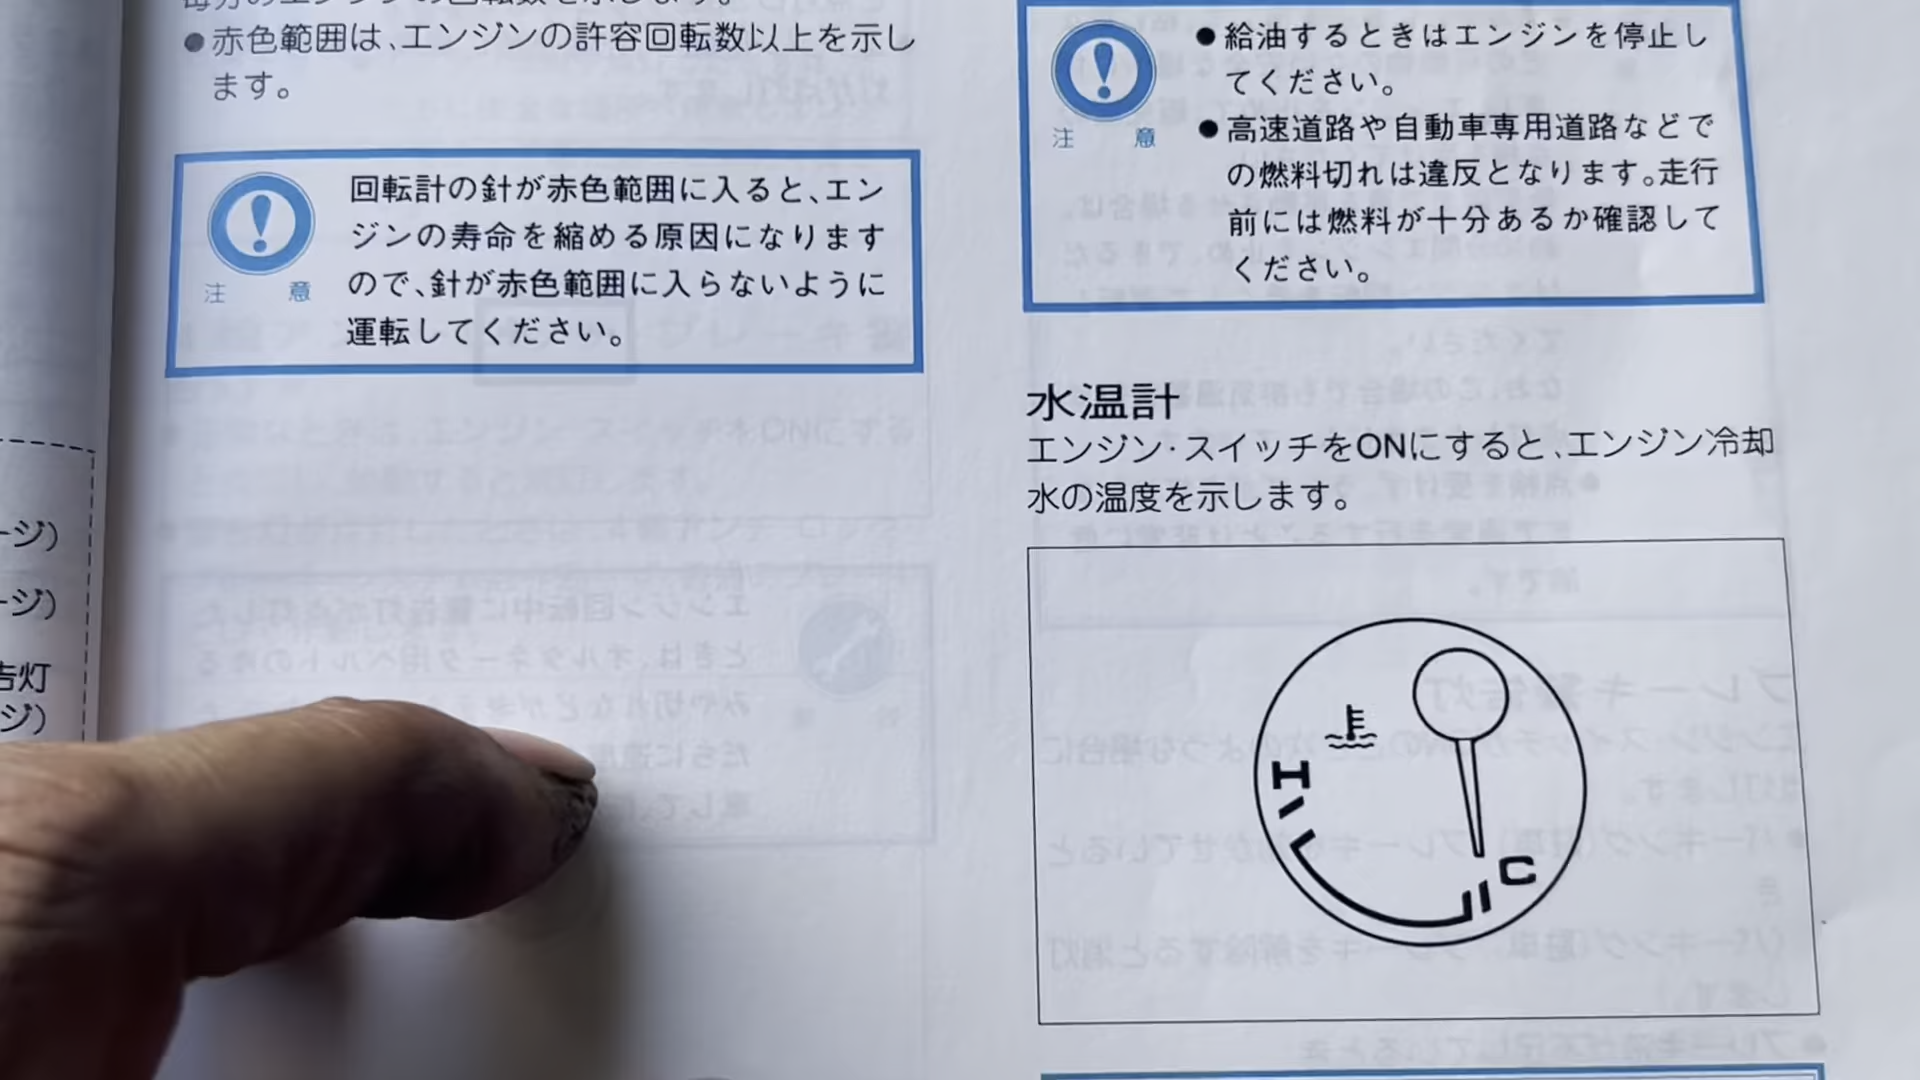 ●赤色範囲は、エンジンの許容回転数以上を示し
ます。
注 意
回転計の針が赤色範囲に入ると、エン
ジンの寿命を縮める原因になります
ので、針が赤色範囲に入らないように
運転してください。
ージ)
ージ)
告灯
ジ)
注 意
●給油するときはエンジンを停止し
てください。
●高速道路や自動車専用道路などで
の燃料切れは違反となります。走行
前には燃料が十分あるか確認して
ください。
水温計
エンジン・スイッチをONにすると、エンジン冷却
水の温度を示します。
H
C